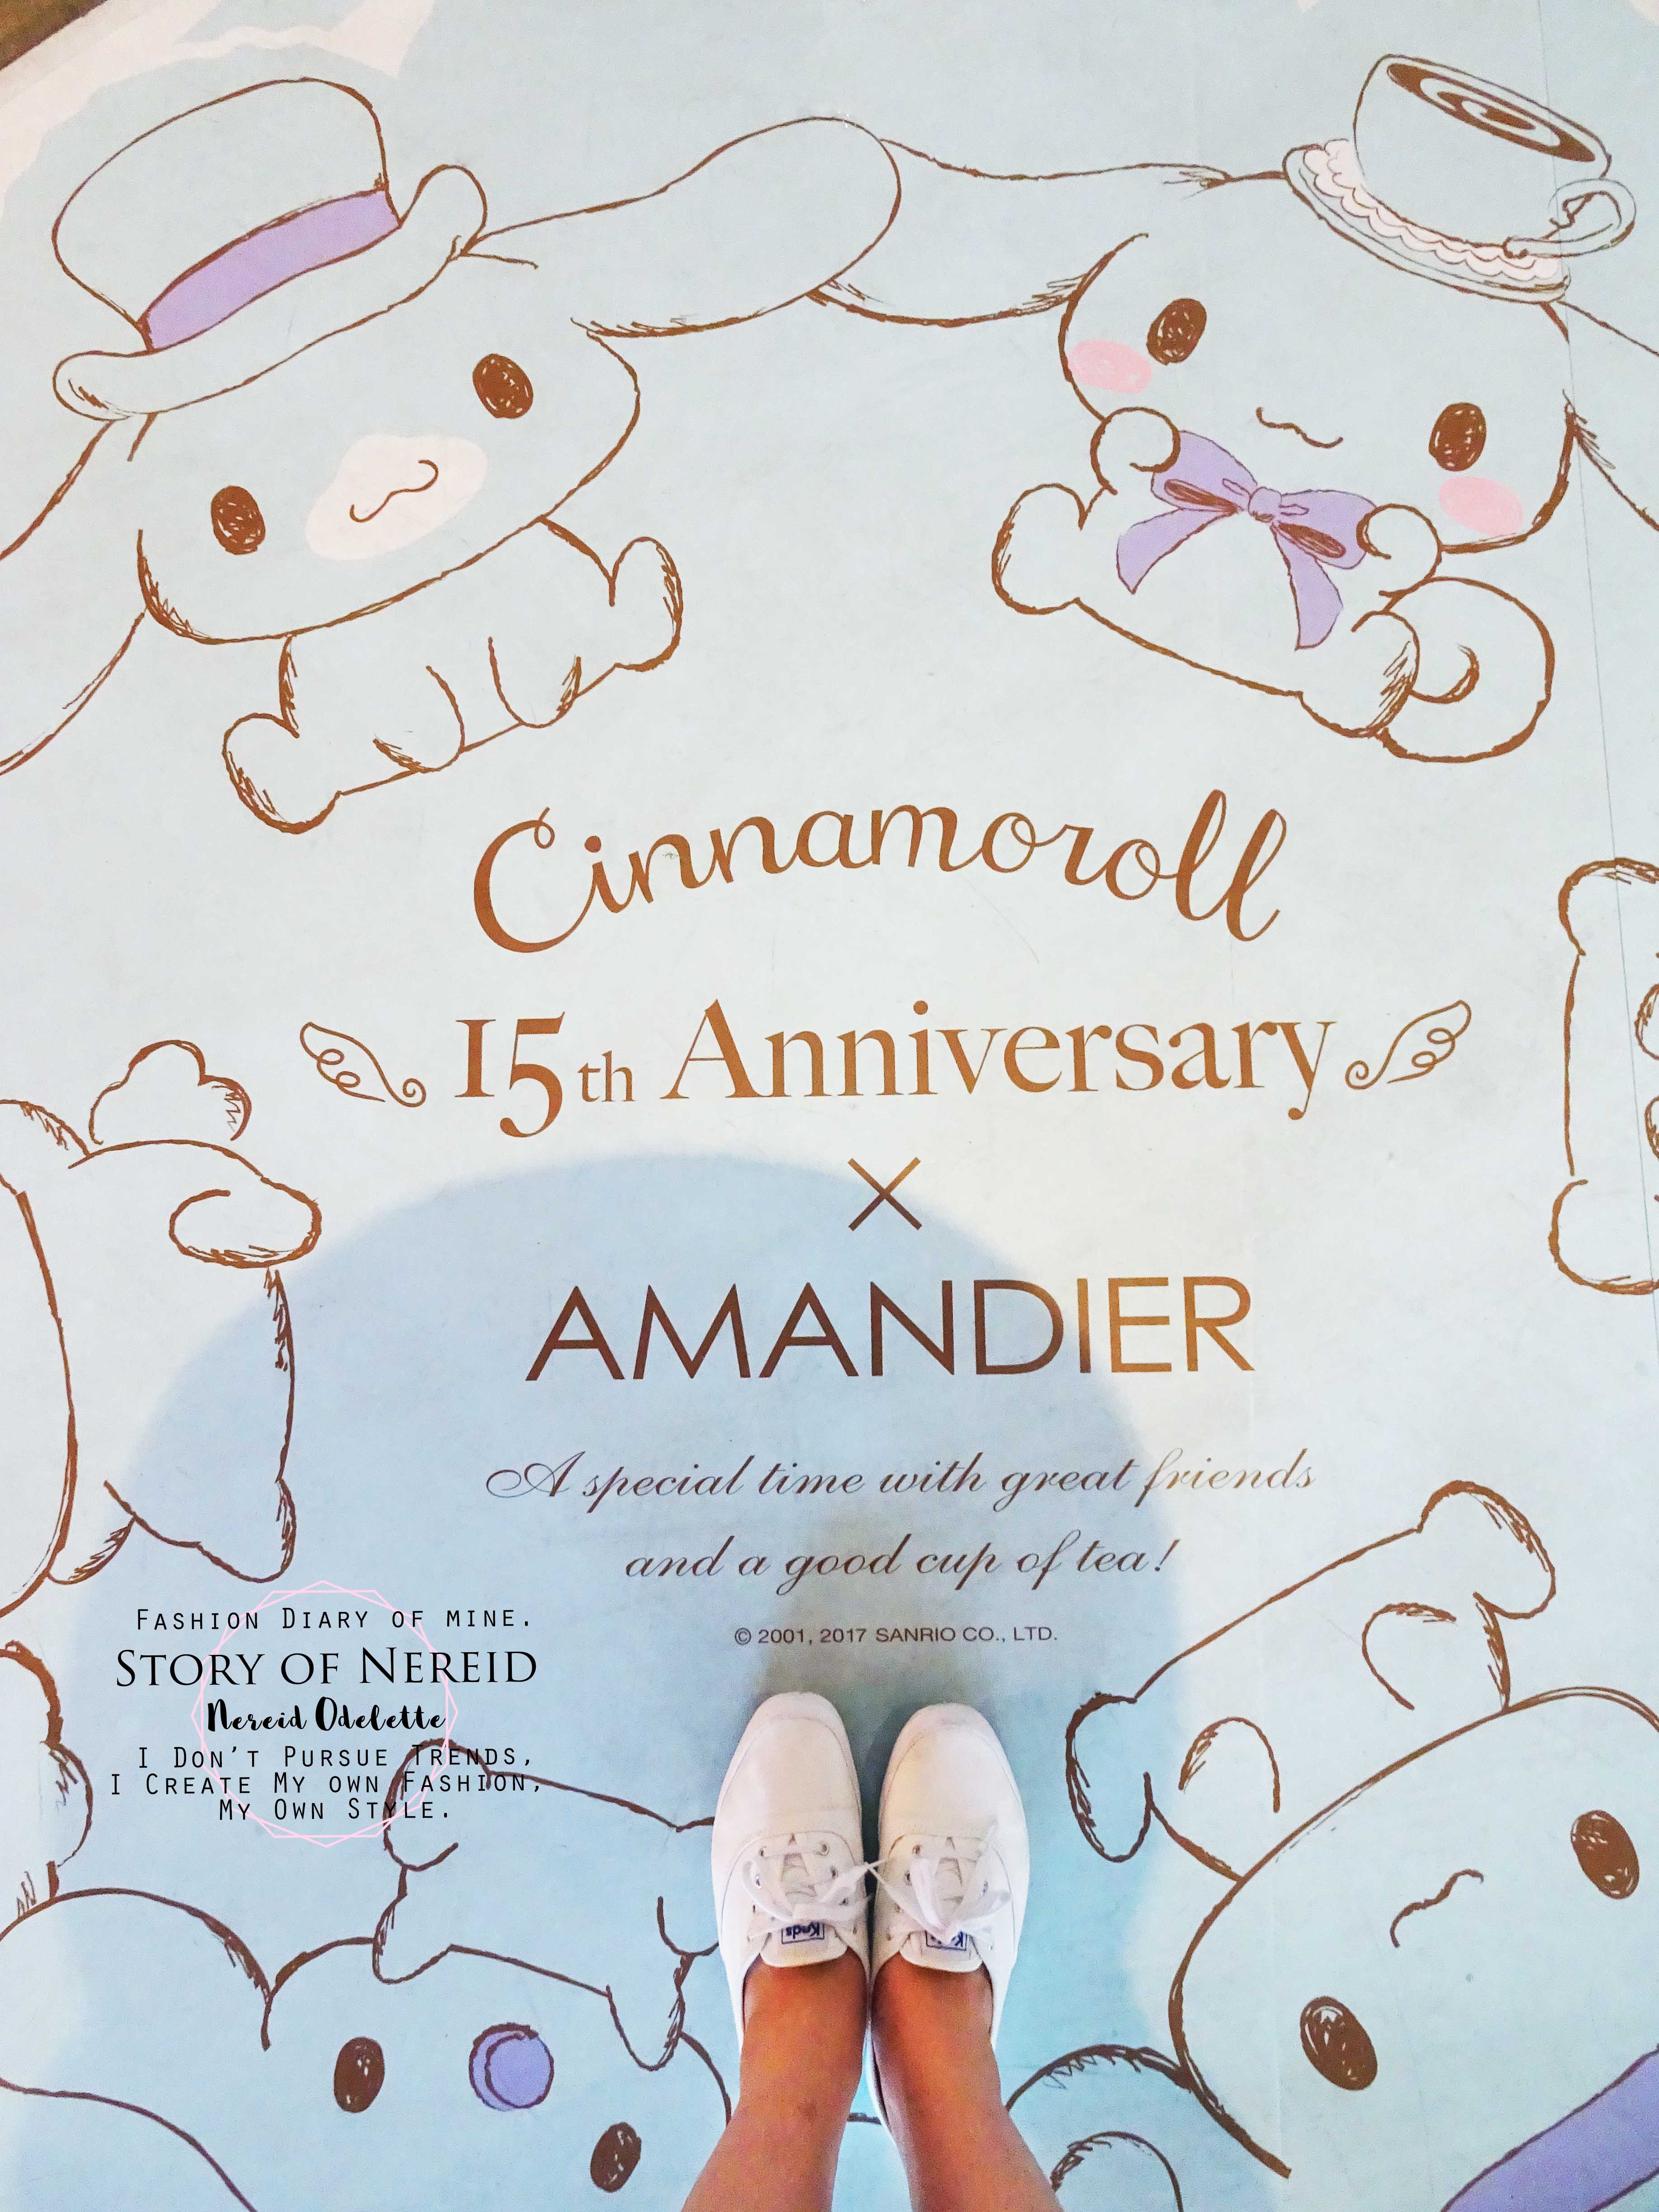 Cinnamoroll
15th Anniversary
×
AMANDIER
A special time with great friends
and a good cup of tea!
© 2001, 2017 SANRIO CO., LTD.
FASHION DIARY OF MINE.
STORY OF NEREID
Nereid Odelette
I DON'T PURSUE TRENDS,
I CREATE MY OWN FASHION,
MY OWN STYLE.
Keds
Keds